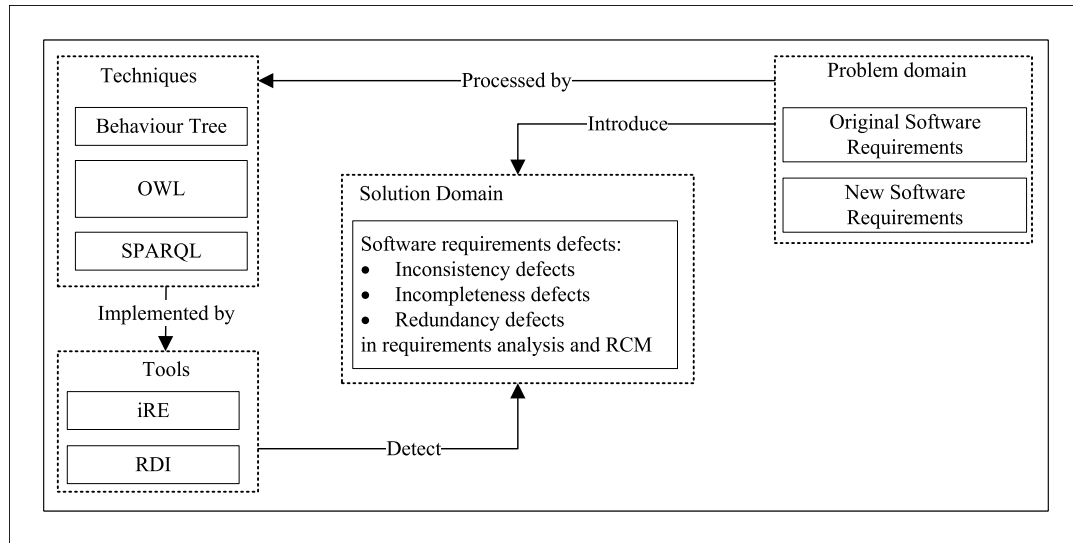 Techniques
Behaviour Tree
OWL
SPARQL
Processed by
Problem domain
Original Software
Requirements
New Software
Requirements
Introduce
Solution Domain
Software requirements defects:
• Inconsistency defects
• Incompleteness defects
• Redundancy defects
in requirements analysis and RCM
Implemented by
Tools
iRE
RDI
Detect